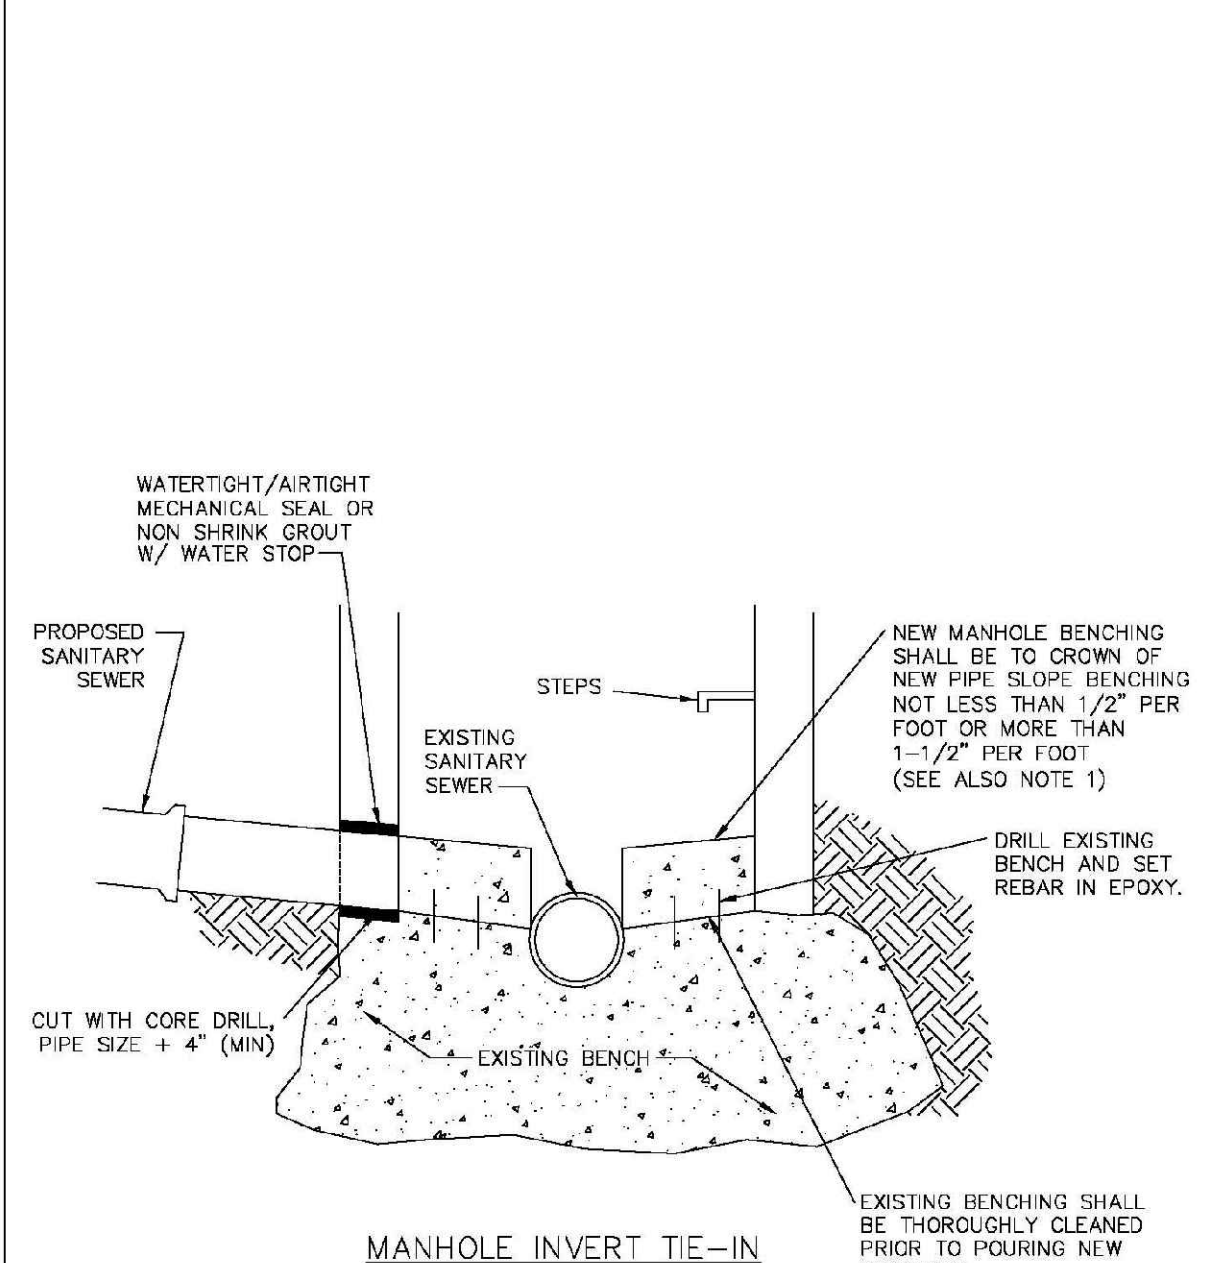 WATERTIGHT/AIRTIGHT
MECHANICAL SEAL OR
NON SHRINK GROUT
W/ WATER STOP
PROPOSED
SANITARY
SEWER
STEPS
EXISTING
SANITARY
SEWER
NEW MANHOLE BENCHING
SHALL BE TO CROWN OF
NEW PIPE SLOPE BENCHING
NOT LESS THAN 1/2" PER
FOOT OR MORE THAN
1-1/2" PER FOOT
(SEE ALSO NOTE 1)
DRILL EXISTING
BENCH AND SET
REBAR IN EPOXY.
CUT WITH CORE DRILL,
PIPE SIZE + 4" (MIN)
EXISTING BENCH
EXISTING BENCHING SHALL
BE THOROUGHLY CLEANED
PRIOR TO POURING NEW
MANHOLE INVERT TIE-IN